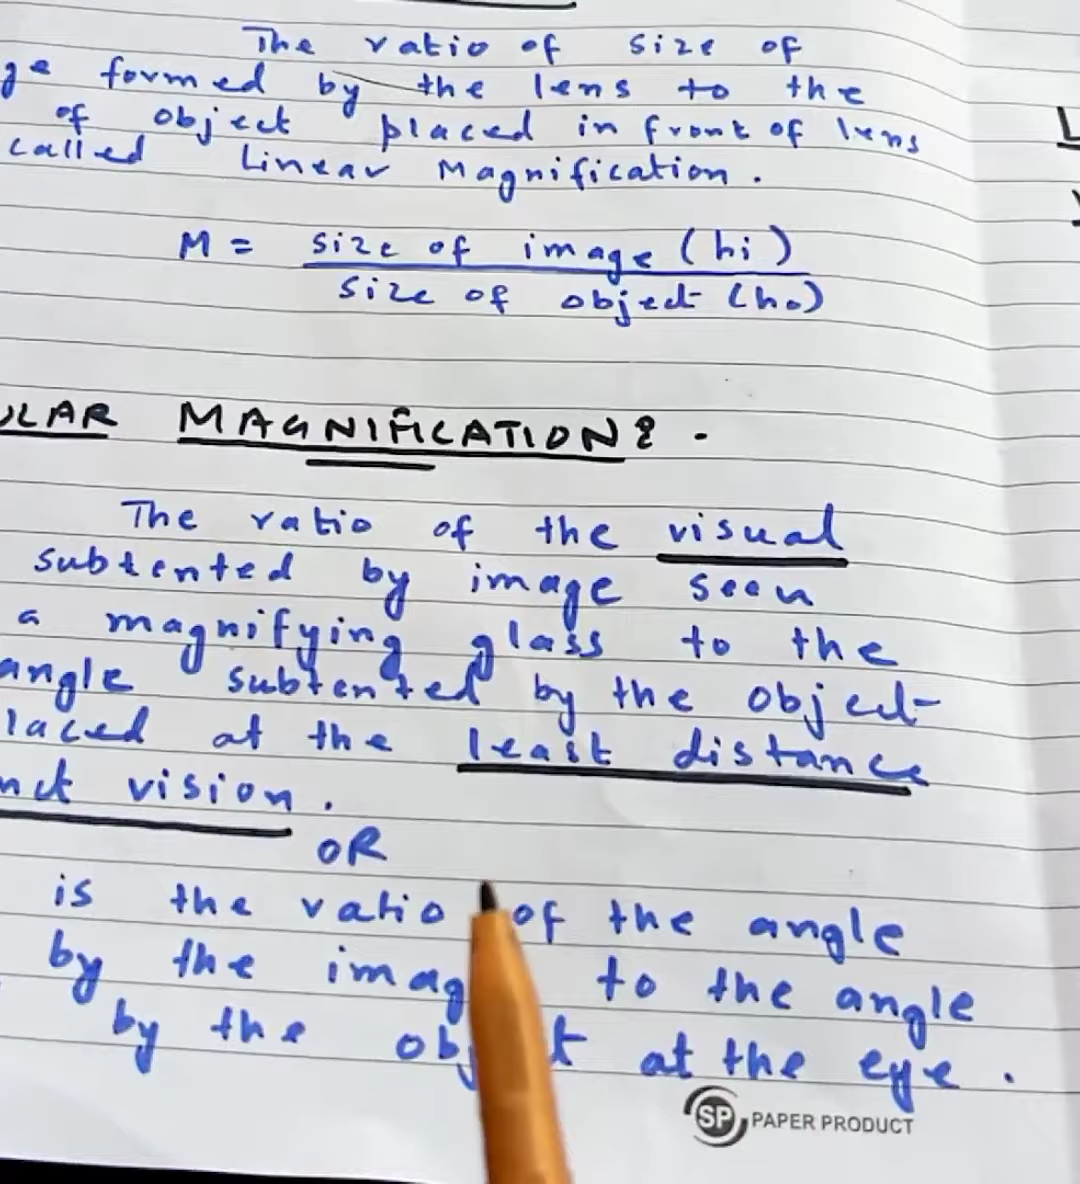 The ratio of size of
ge formed by the lens to the
of object placed in front of lens
called Linear Magnification.
M = size of image (hi)
size of object (ho)
ULAR MAGNIFICATION: -
The ratio of the visual
subtented by image seen
a magnifying glass to the
angle subtented by the object
laced at the least distance
nct vision.
OR
is the ratio of the angle
by the imag to the angle
by the ob t at the eye.
SP PAPER PRODUCT